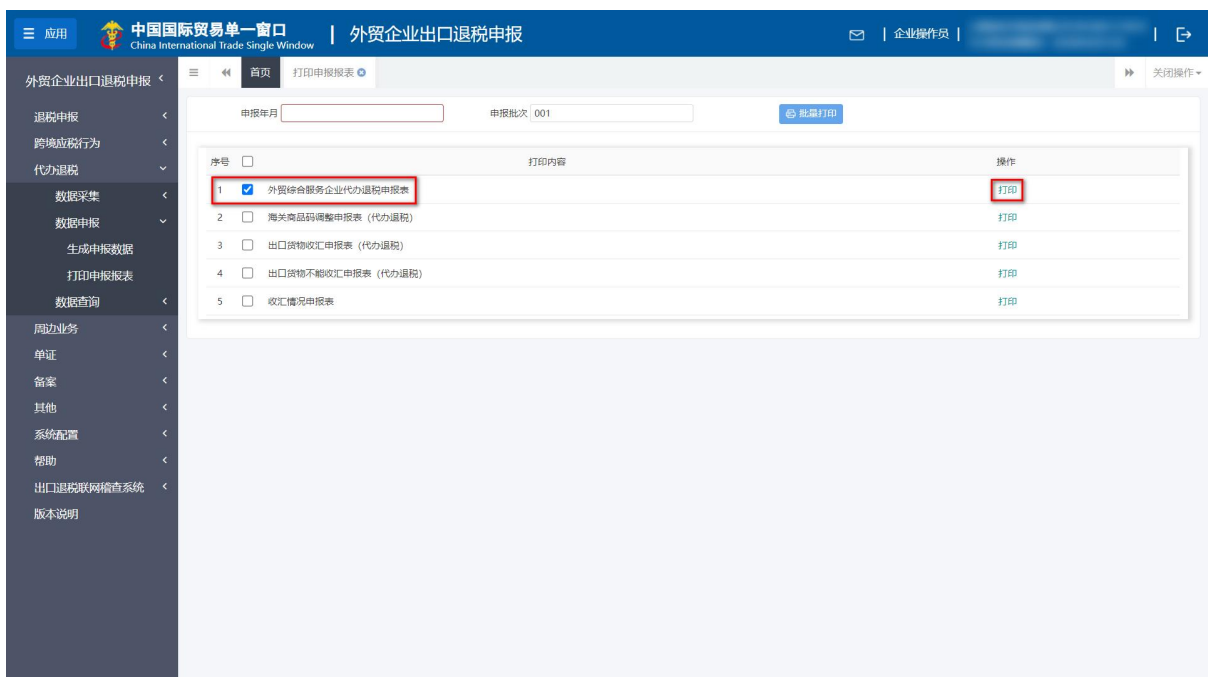 应用
中国国际贸易单一窗口
China International Trade Single Window
外贸企业出口退税申报
企业操作员
外贸企业出口退税申报
首页
打印申报报表
关闭操作
退税申报
跨境应税行为
代办退税
数据采集
数据申报
生成申报数据
打印申报报表
数据查询
周边业务
单证
备案
其他
系统配置
帮助
出口退税联网稽查系统
版本说明
申报年月
申报批次 001
批量打印
序号 打印内容 操作
1 外贸综合服务企业代办退税申报表 打印
2 海关商品码调整申报表（代办退税） 打印
3 出口货物收汇申报表（代办退税） 打印
4 出口货物不能收汇申报表（代办退税） 打印
5 收汇情况申报表 打印